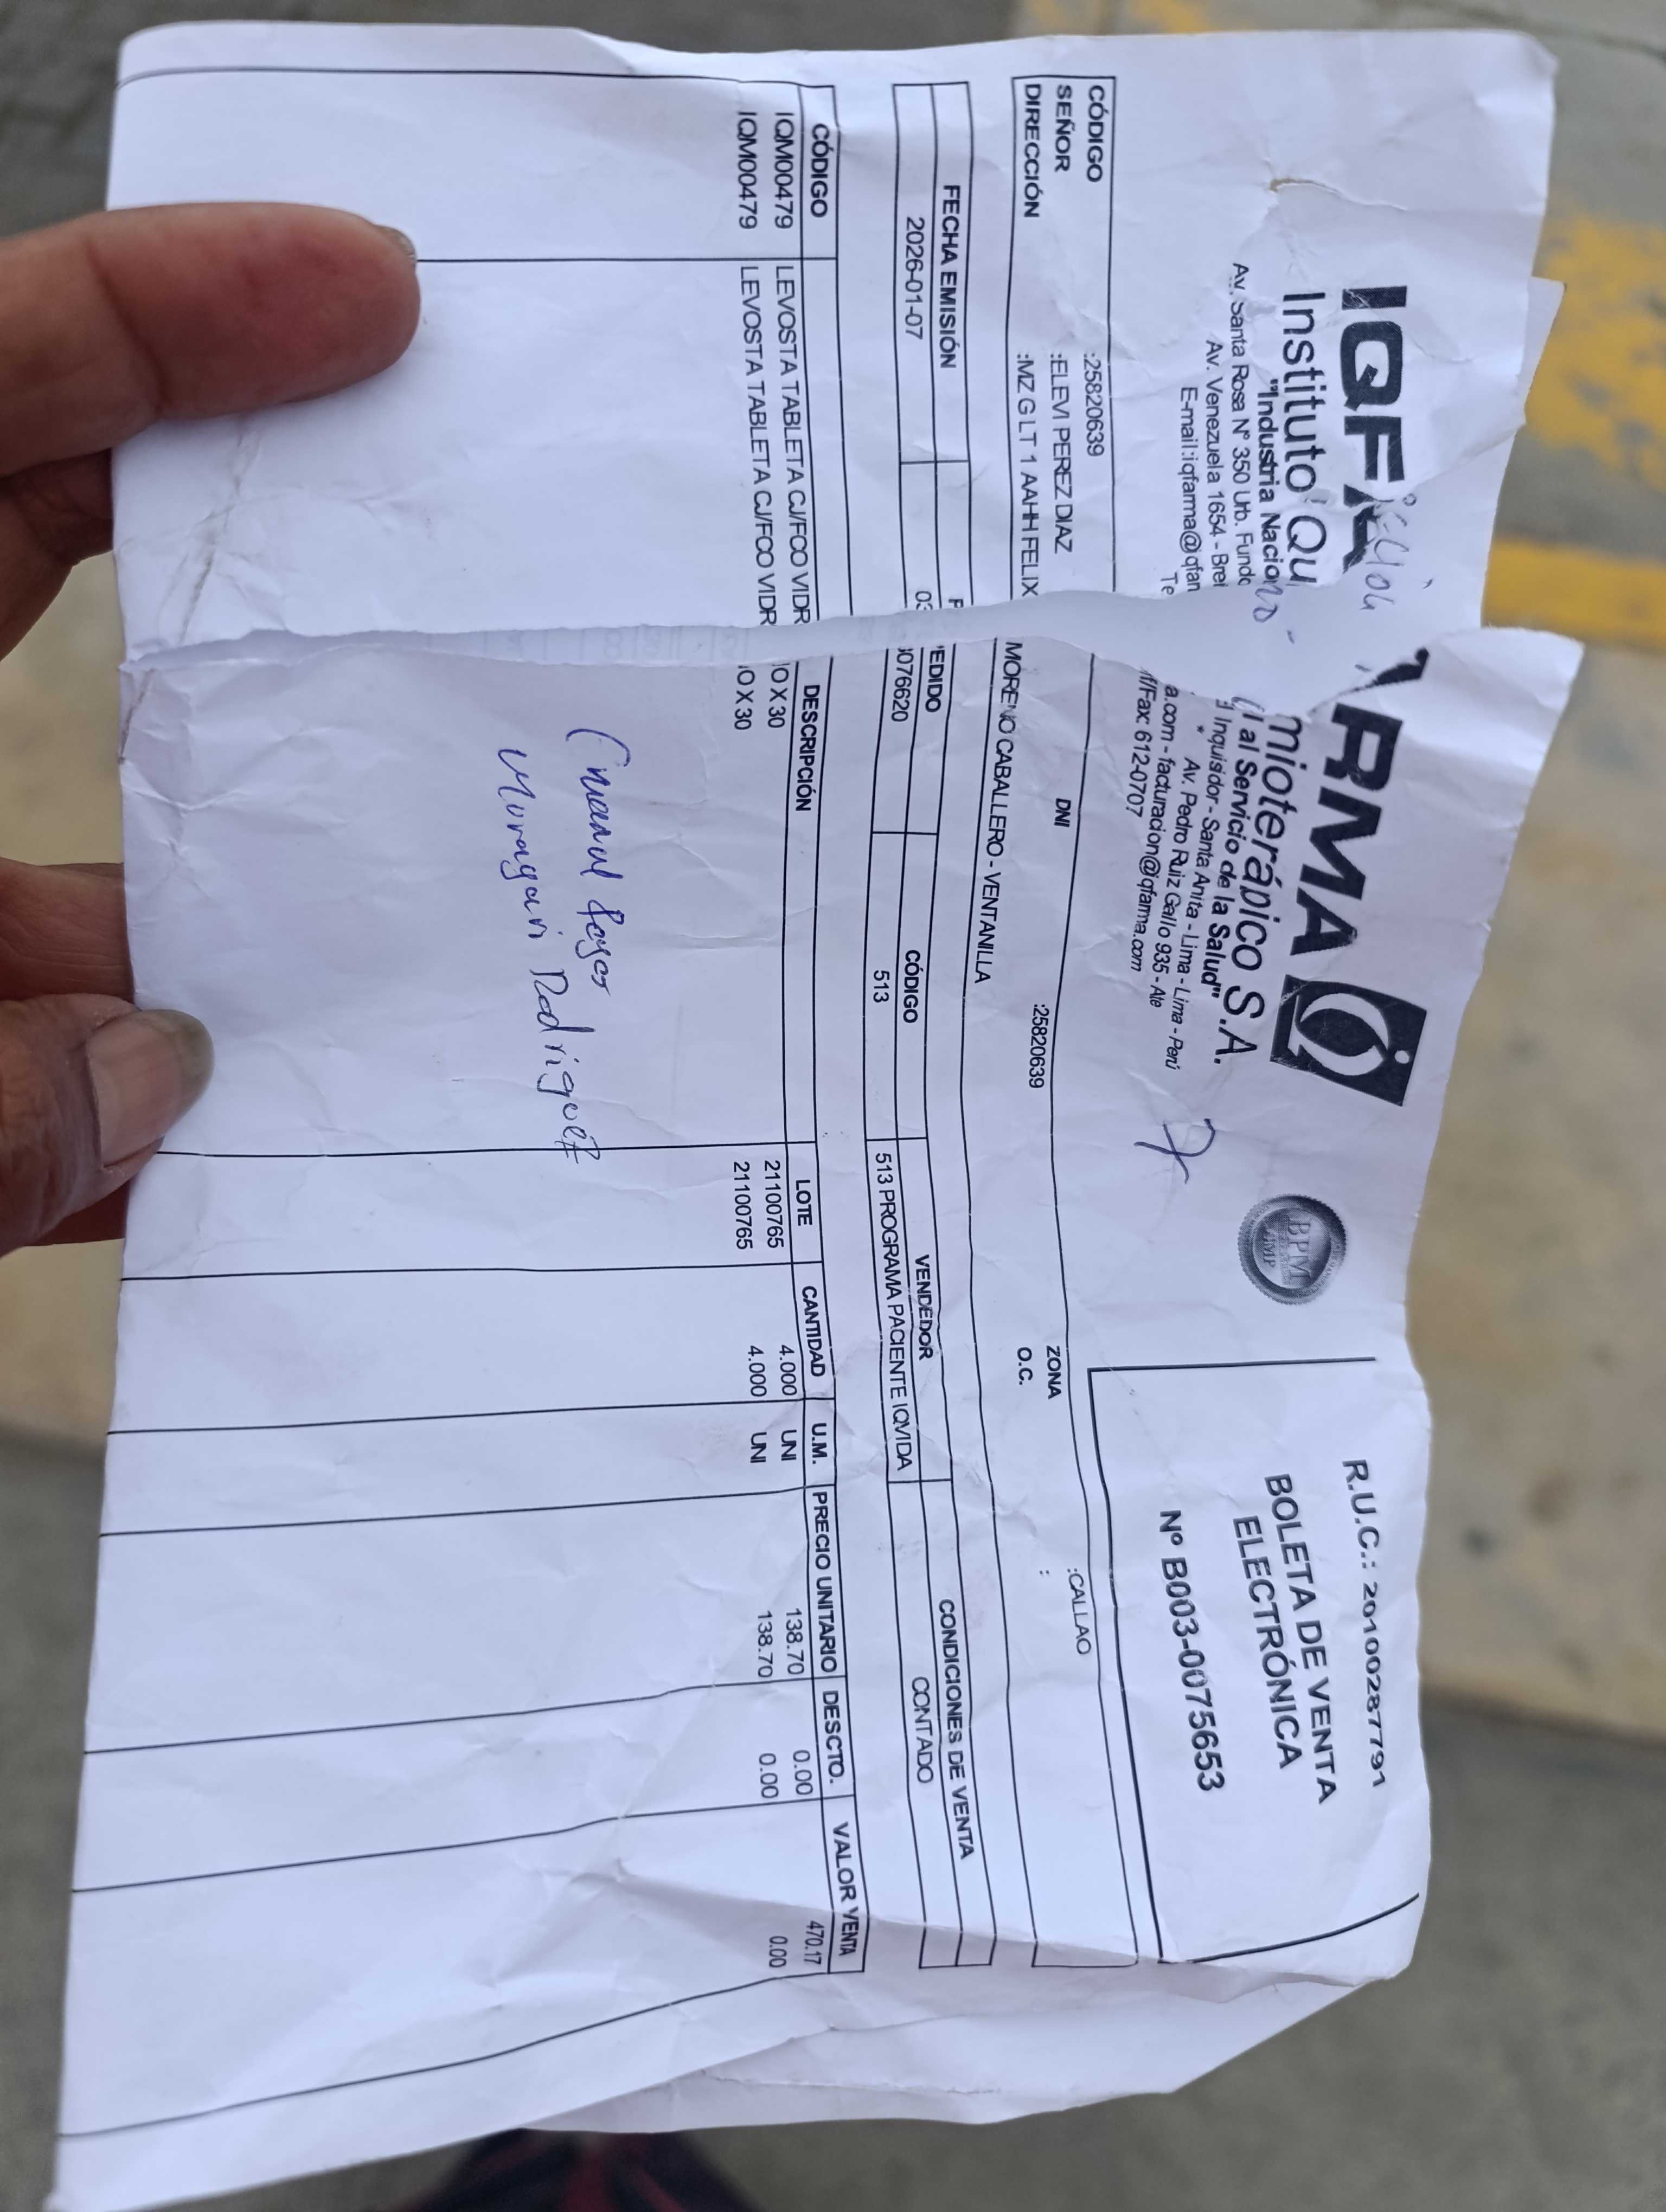 IQFARMA
Instituto Quimioterápico S.A.
"Industria Nacional al Servicio de la Salud"
Av. Santa Rosa N° 350 Urb. Fundo Inquisidor - Santa Anita - Lima - Lima - Perú
Av. Venezuela 1654 - Bre Av. Pedro Ruiz Gallo 935 - Ate
E-mail:iqfarma@iqfarma.com - facturacion@iqfarma.com
Telf/Fax: 612-0707
BPM
R.U.C.: 20100287791
BOLETA DE VENTA
ELECTRÓNICA
Nº B003-0075653
CÓDIGO :25820639 DNI :25820639 ZONA :CALLAO
SEÑOR :ELEVI PEREZ DIAZ O.C. :
DIRECCIÓN :MZ G LT 1 AAHH FELIX MORENO CABALLERO - VENTANILLA
FECHA EMISIÓN PEDIDO CÓDIGO VENDEDOR CONDICIONES DE VENTA
2026-01-07 03076620 513 513 PROGRAMA PACIENTE IQVIDA CONTADO
CÓDIGO DESCRIPCIÓN LOTE CANTIDAD U.M. PRECIO UNITARIO DESCTO. VALOR VENTA
IQM00479 LEVOSTA TABLETA CJ/FCO VIDRIO X 30 21100765 4.000 UNI 138.70 0.00 470.17
IQM00479 LEVOSTA TABLETA CJ/FCO VIDRIO X 30 21100765 4.000 UNI 138.70 0.00 0.00
Rodriguez